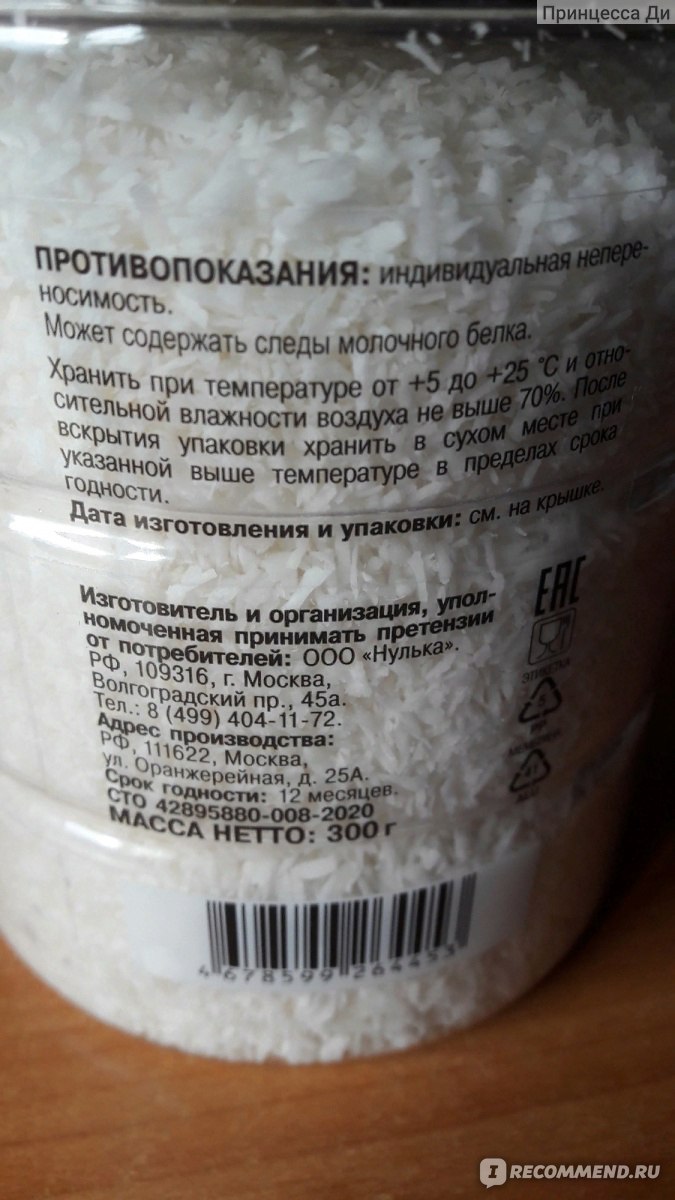 Принцесса Ди
ПРОТИВОПОКАЗАНИЯ: индивидуальная непере-
носимость.
Может содержать следы молочного белка.
Хранить при температуре от +5 до +25 °С и отно-
сительной влажности воздуха не выше 70%. После
вскрытия упаковки хранить в сухом месте при
указанной выше температуре в пределах срока
годности.
Дата изготовления и упаковки: см. на крышке.
Изготовитель и организация, упол-
номоченная принимать претензии
от потребителей: ООО «Нулька».
РФ, 109316, г. Москва,
Волгоградский пр., 45а.
Тел.: 8 (499) 404-11-72.
Адрес производства:
РФ, 111622, Москва,
ул. Оранжерейная, д. 25А.
Срок годности: 12 месяцев.
СТО 42895880-008-2020
МАССА НЕТТО: 300 г
EAC
ЭТИКЕТКА
5
41
4 678599 264453
IRECOMMEND.RU